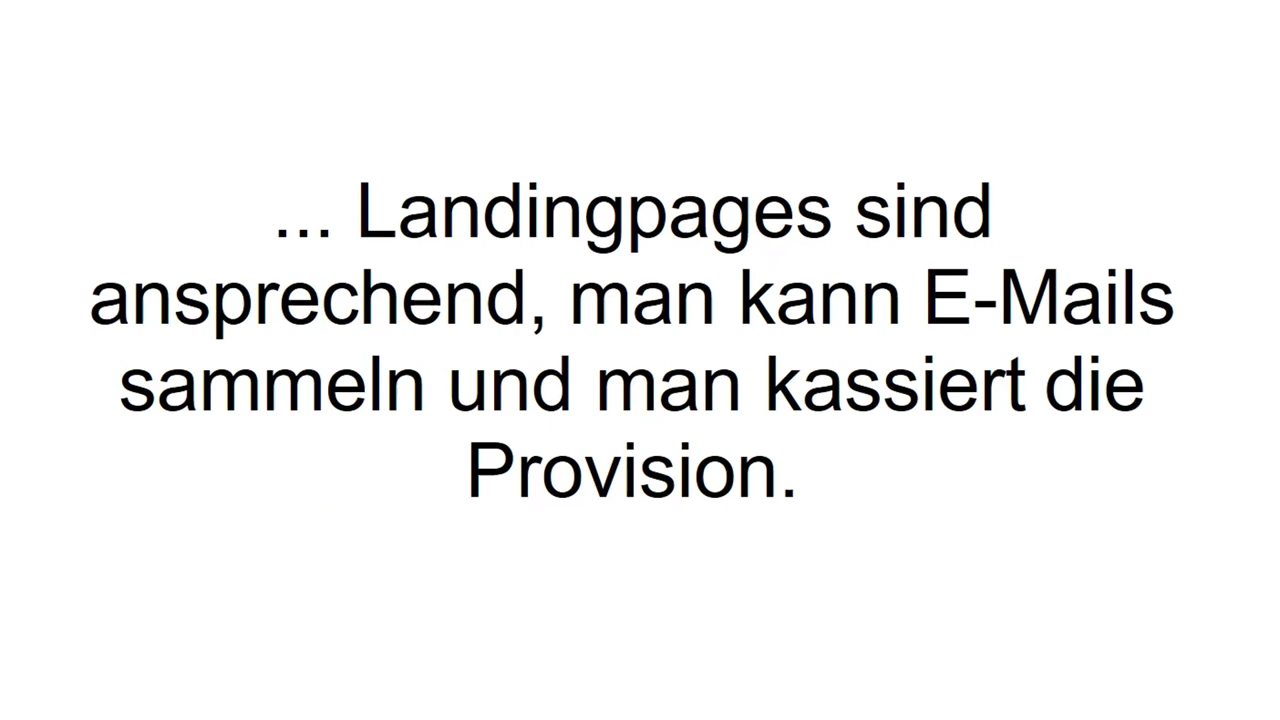 ... Landingpages sind
ansprechend, man kann E-Mails
sammeln und man kassiert die
Provision.